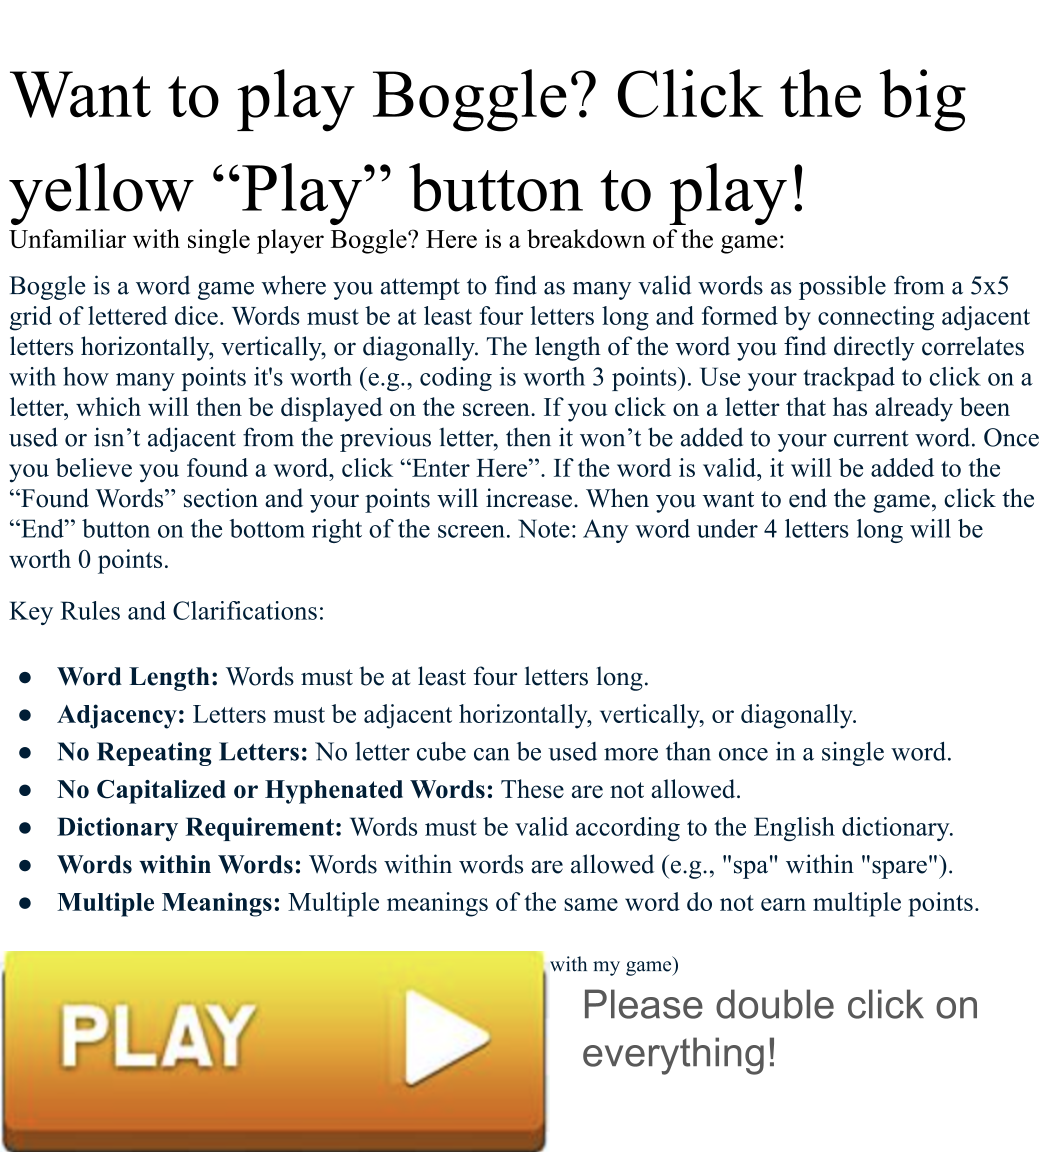 Want to play Boggle? Click the big
yellow “Play” button to play!
Unfamiliar with single player Boggle? Here is a breakdown of the game:
Boggle is a word game where you attempt to find as many valid words as possible from a 5x5
grid of lettered dice. Words must be at least four letters long and formed by connecting adjacent
letters horizontally, vertically, or diagonally. The length of the word you find directly correlates
with how many points it's worth (e.g., coding is worth 3 points). Use your trackpad to click on a
letter, which will then be displayed on the screen. If you click on a letter that has already been
used or isn’t adjacent from the previous letter, then it won’t be added to your current word. Once
you believe you found a word, click “Enter Here”. If the word is valid, it will be added to the
“Found Words” section and your points will increase. When you want to end the game, click the
“End” button on the bottom right of the screen. Note: Any word under 4 letters long will be
worth 0 points.
Key Rules and Clarifications:
● Word Length: Words must be at least four letters long.
● Adjacency: Letters must be adjacent horizontally, vertically, or diagonally.
● No Repeating Letters: No letter cube can be used more than once in a single word.
● No Capitalized or Hyphenated Words: These are not allowed.
● Dictionary Requirement: Words must be valid according to the English dictionary.
● Words within Words: Words within words are allowed (e.g., "spa" within "spare").
● Multiple Meanings: Multiple meanings of the same word do not earn multiple points.
with my game)
PLAY
Please double click on
everything!